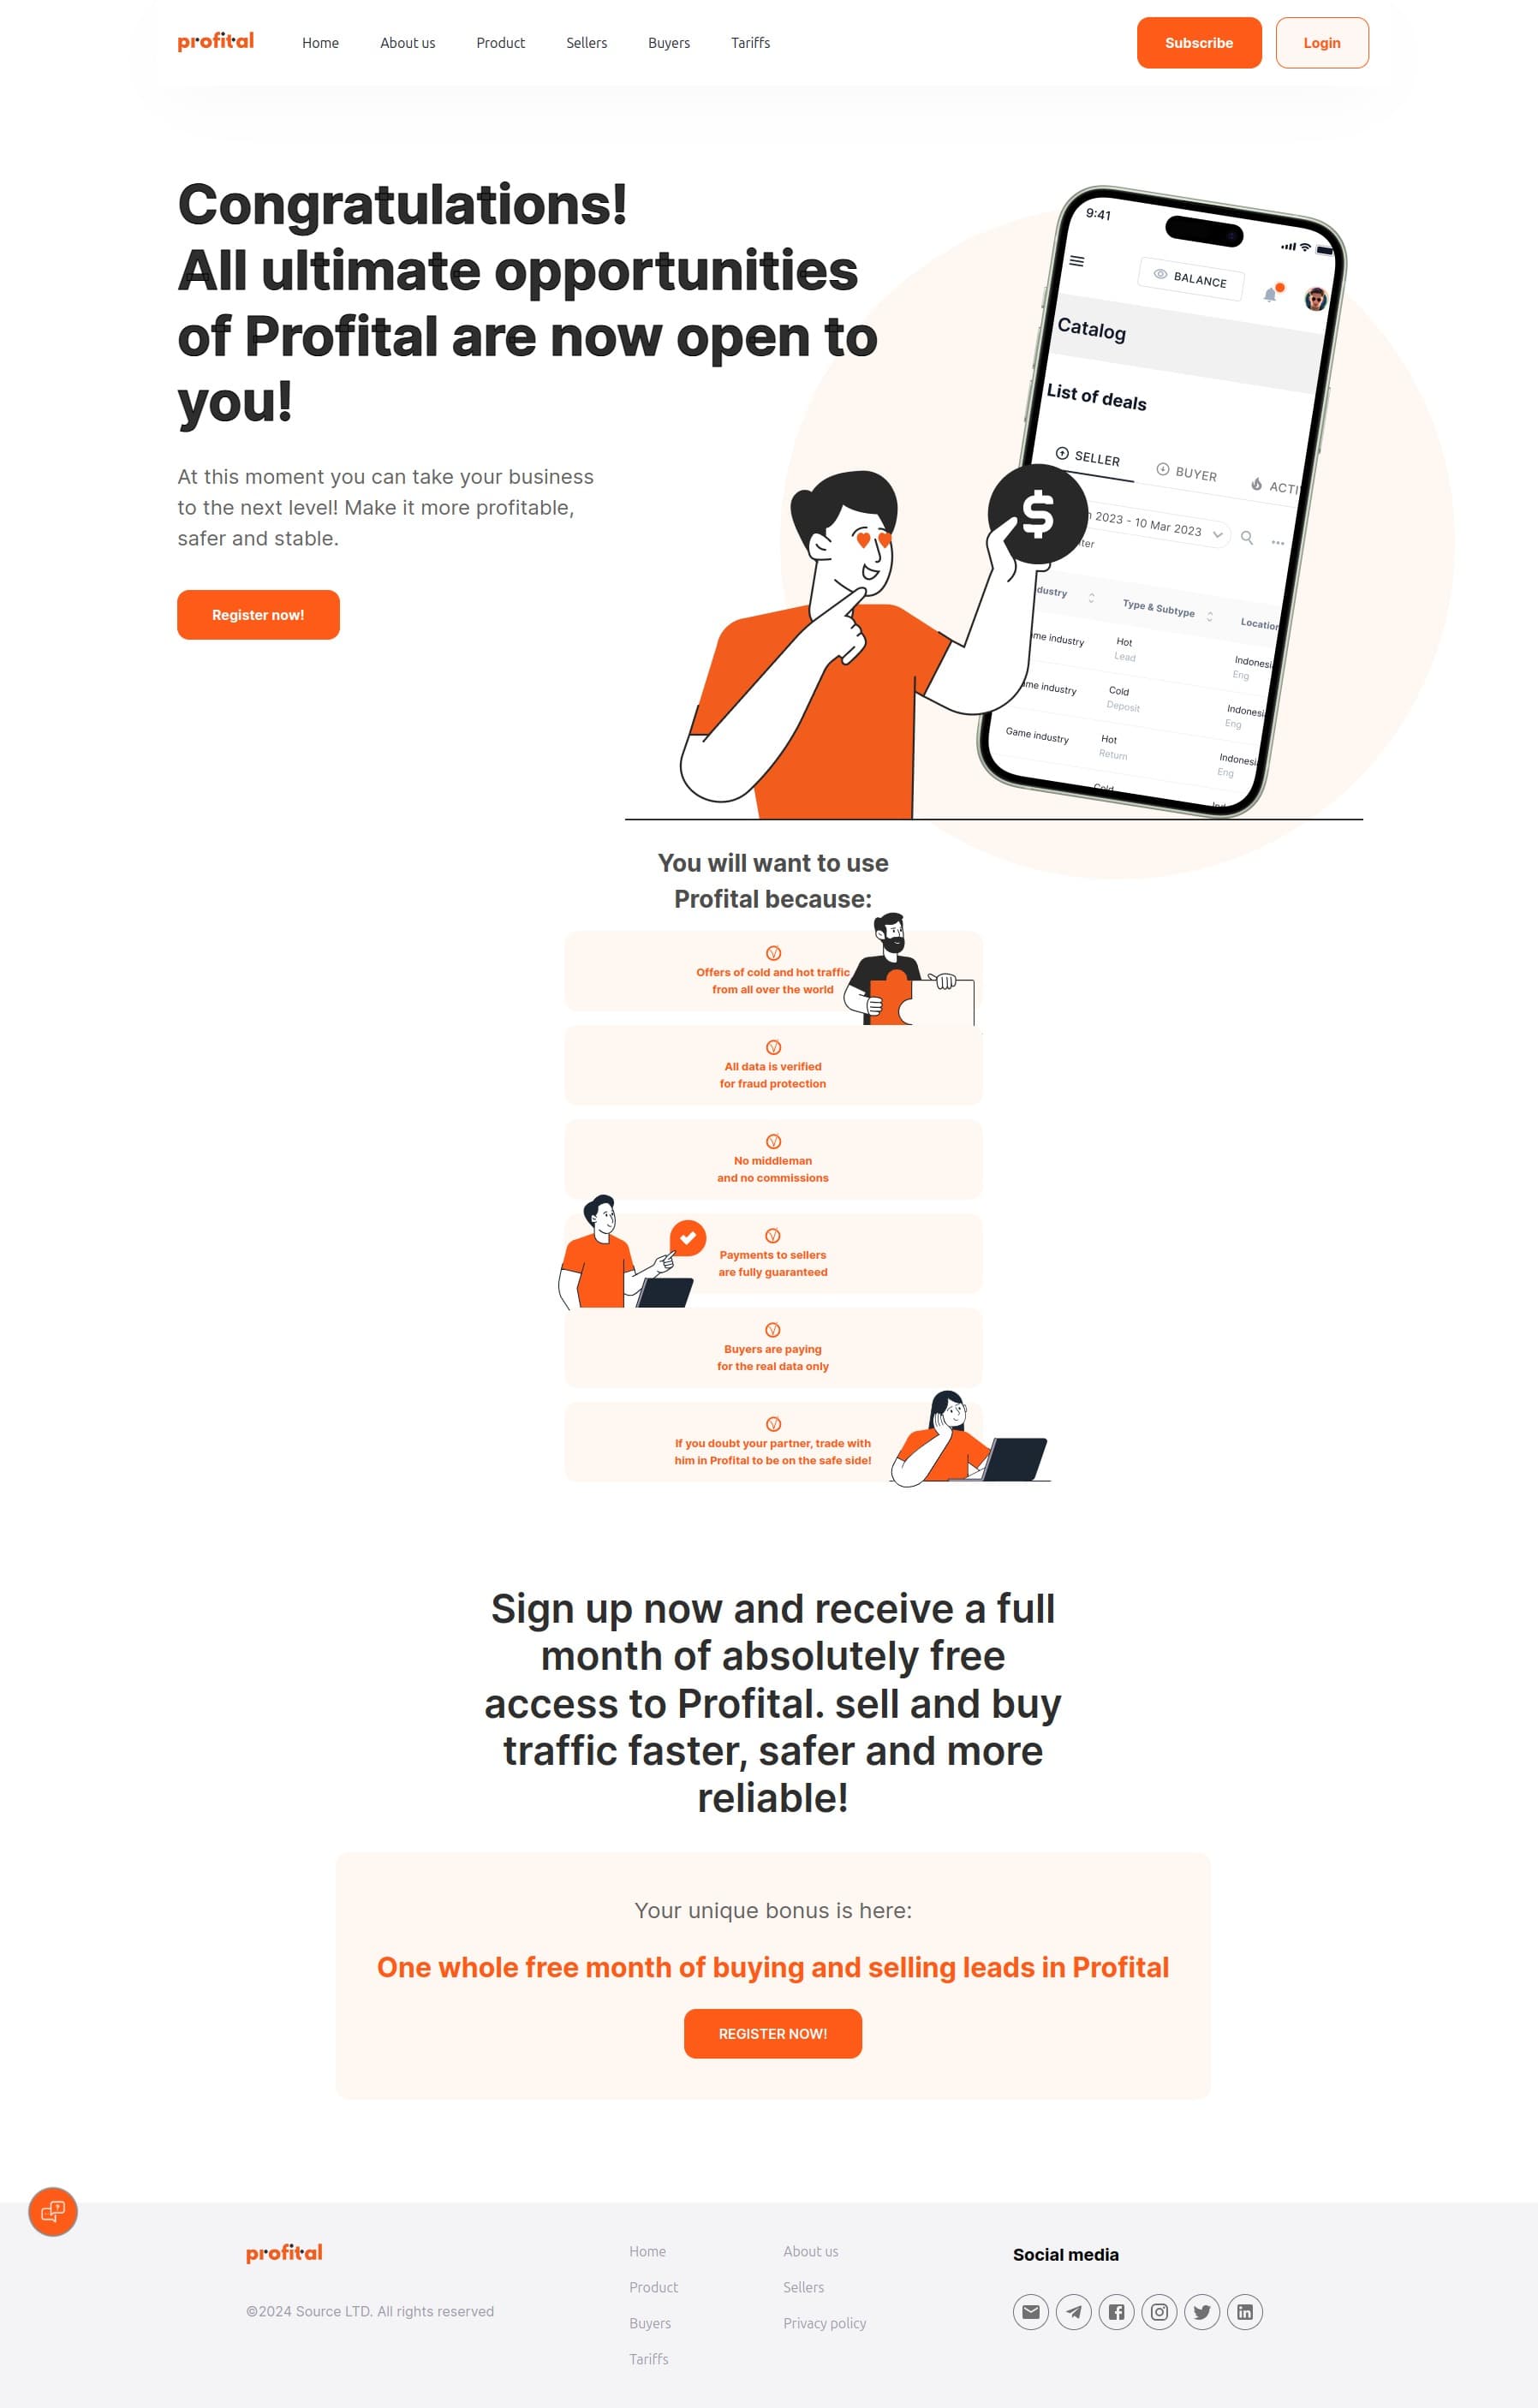 profital
Home
About us
Product
Sellers
Buyers
Tariffs
Subscribe
Login
Congratulations!
All ultimate opportunities
of Profital are now open to
you!
At this moment you can take your business
to the next level! Make it more profitable,
safer and stable.
Register now!
9:41
BALANCE
Catalog
List of deals
SELLER
BUYER
2023 - 10 Mar 2023
Type & Subtype
industry
Hot
Lead
Eng
industry
Cold
Deposit
Eng
Game industry
Hot
Return
Eng
$
You will want to use
Profital because:
Offers of cold and hot traffic
from all over the world
All data is verified
for fraud protection
No middleman
and no commissions
Payments to sellers
are fully guaranteed
Buyers are paying
for the real data only
If you doubt your partner, trade with
him in Profital to be on the safe side!
Sign up now and receive a full
month of absolutely free
access to Profital. sell and buy
traffic faster, safer and more
reliable!
Your unique bonus is here:
One whole free month of buying and selling leads in Profital
REGISTER NOW!
profital
©2024 Source LTD. All rights reserved
Home
Product
Buyers
Tariffs
About us
Sellers
Privacy policy
Social media